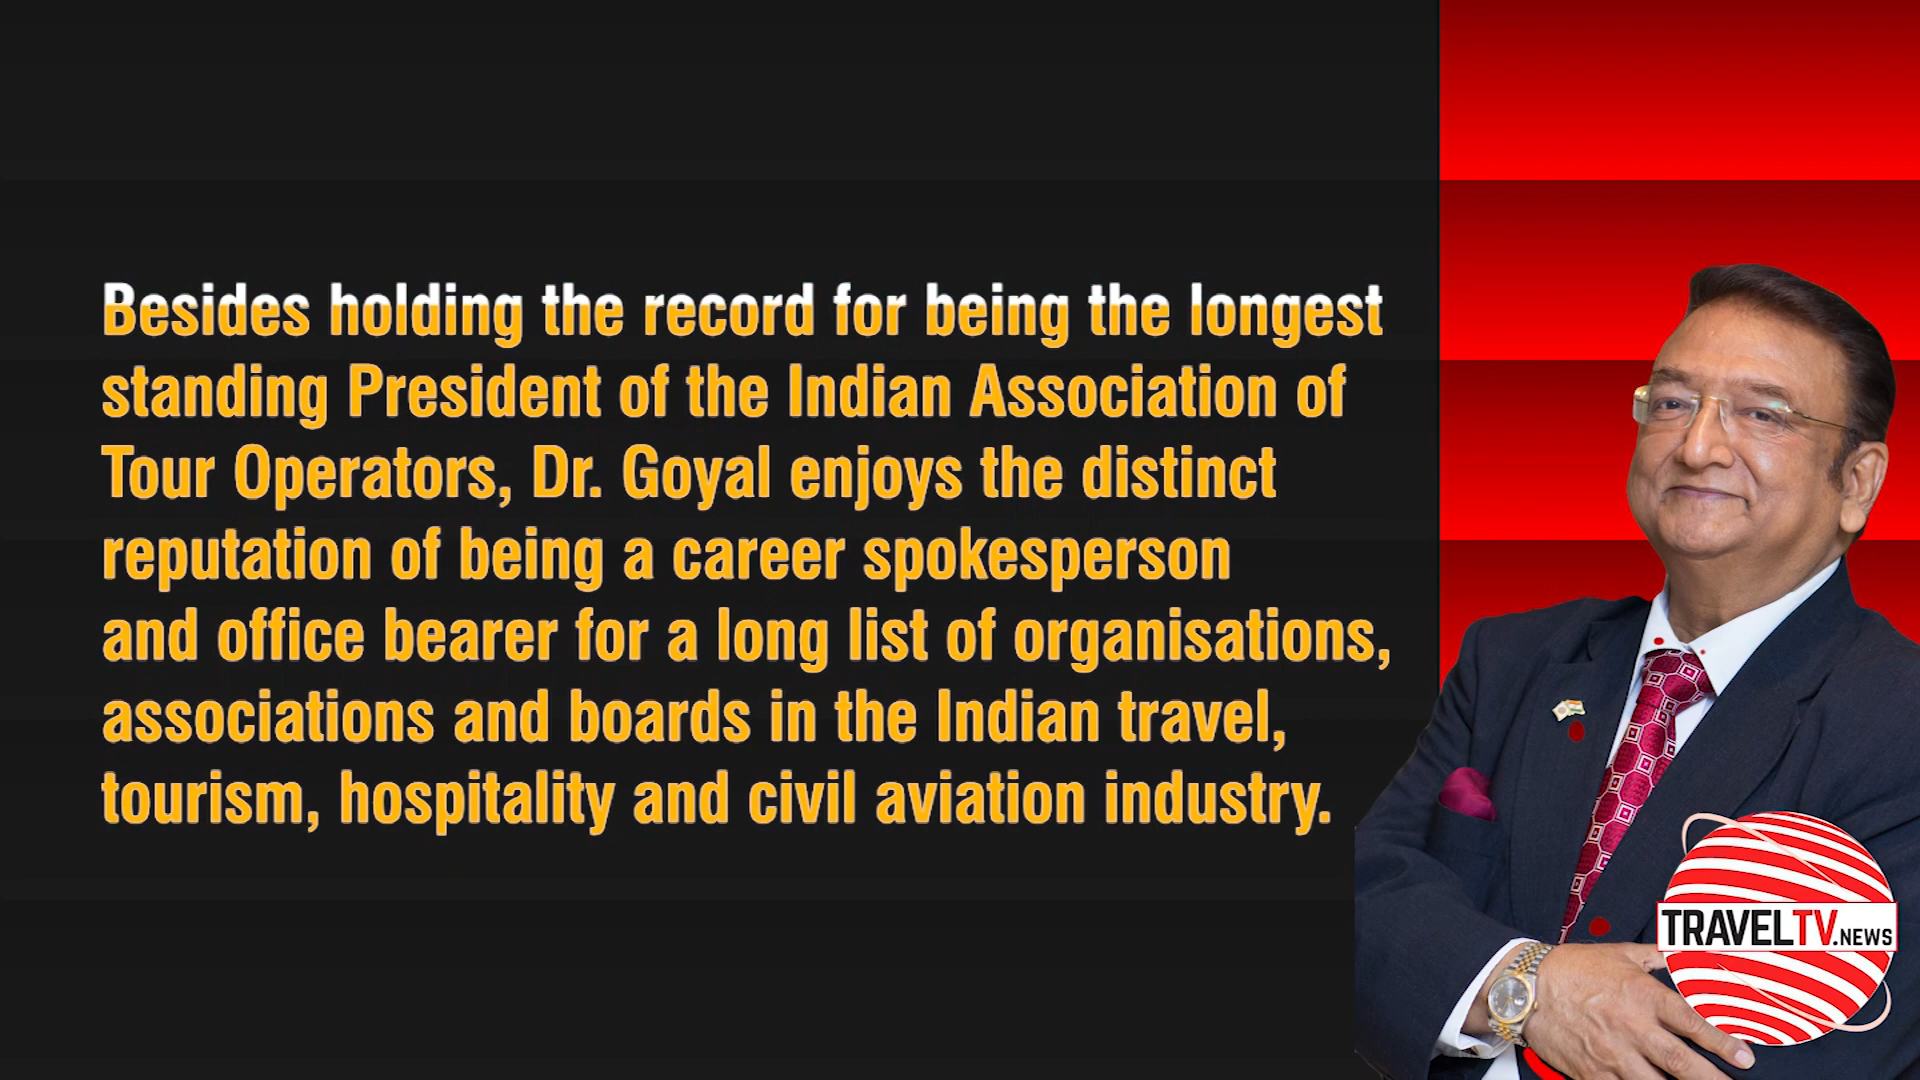 Besides holding the record for being the longest
standing President of the Indian Association of
Tour Operators, Dr. Goyal enjoys the distinct
reputation of being a career spokesperson
and office bearer for a long list of organisations,
associations and boards in the Indian travel,
tourism, hospitality and civil aviation industry.
TRAVELTV.NEWS